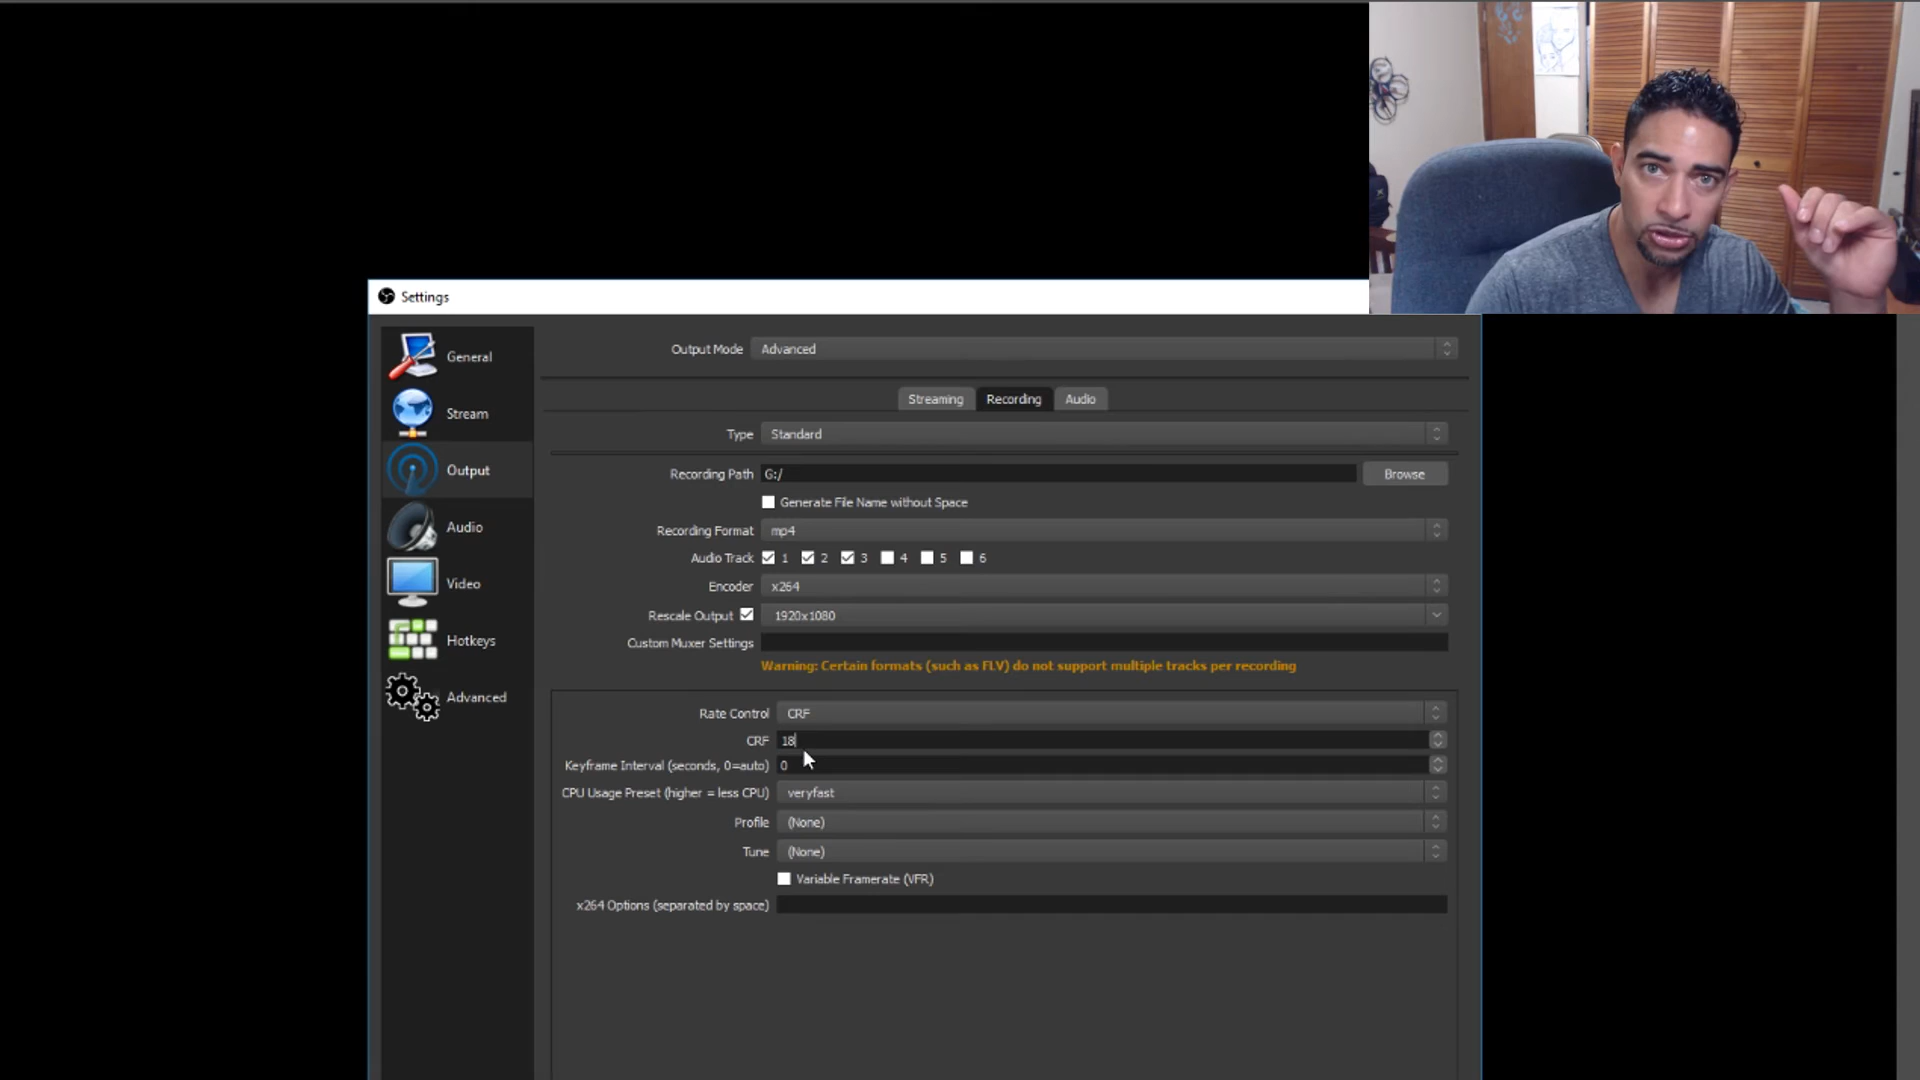 Settings
General
Stream
Output
Audio
Video
Hotkeys
Advanced
Output Mode Advanced
Streaming Recording Audio
Type Standard
Recording Path G:/ Browse
Generate File Name without Space
Recording Format mp4
Audio Track 1 2 3 4 5 6
Encoder x264
Rescale Output 1920x1080
Custom Muxer Settings
Warning: Certain formats (such as FLV) do not support multiple tracks per recording
Rate Control CRF
CRF 18
Keyframe Interval (seconds, 0=auto) 0
CPU Usage Preset (higher = less CPU) veryfast
Profile (None)
Tune (None)
Variable Framerate (VFR)
x264 Options (separated by space)